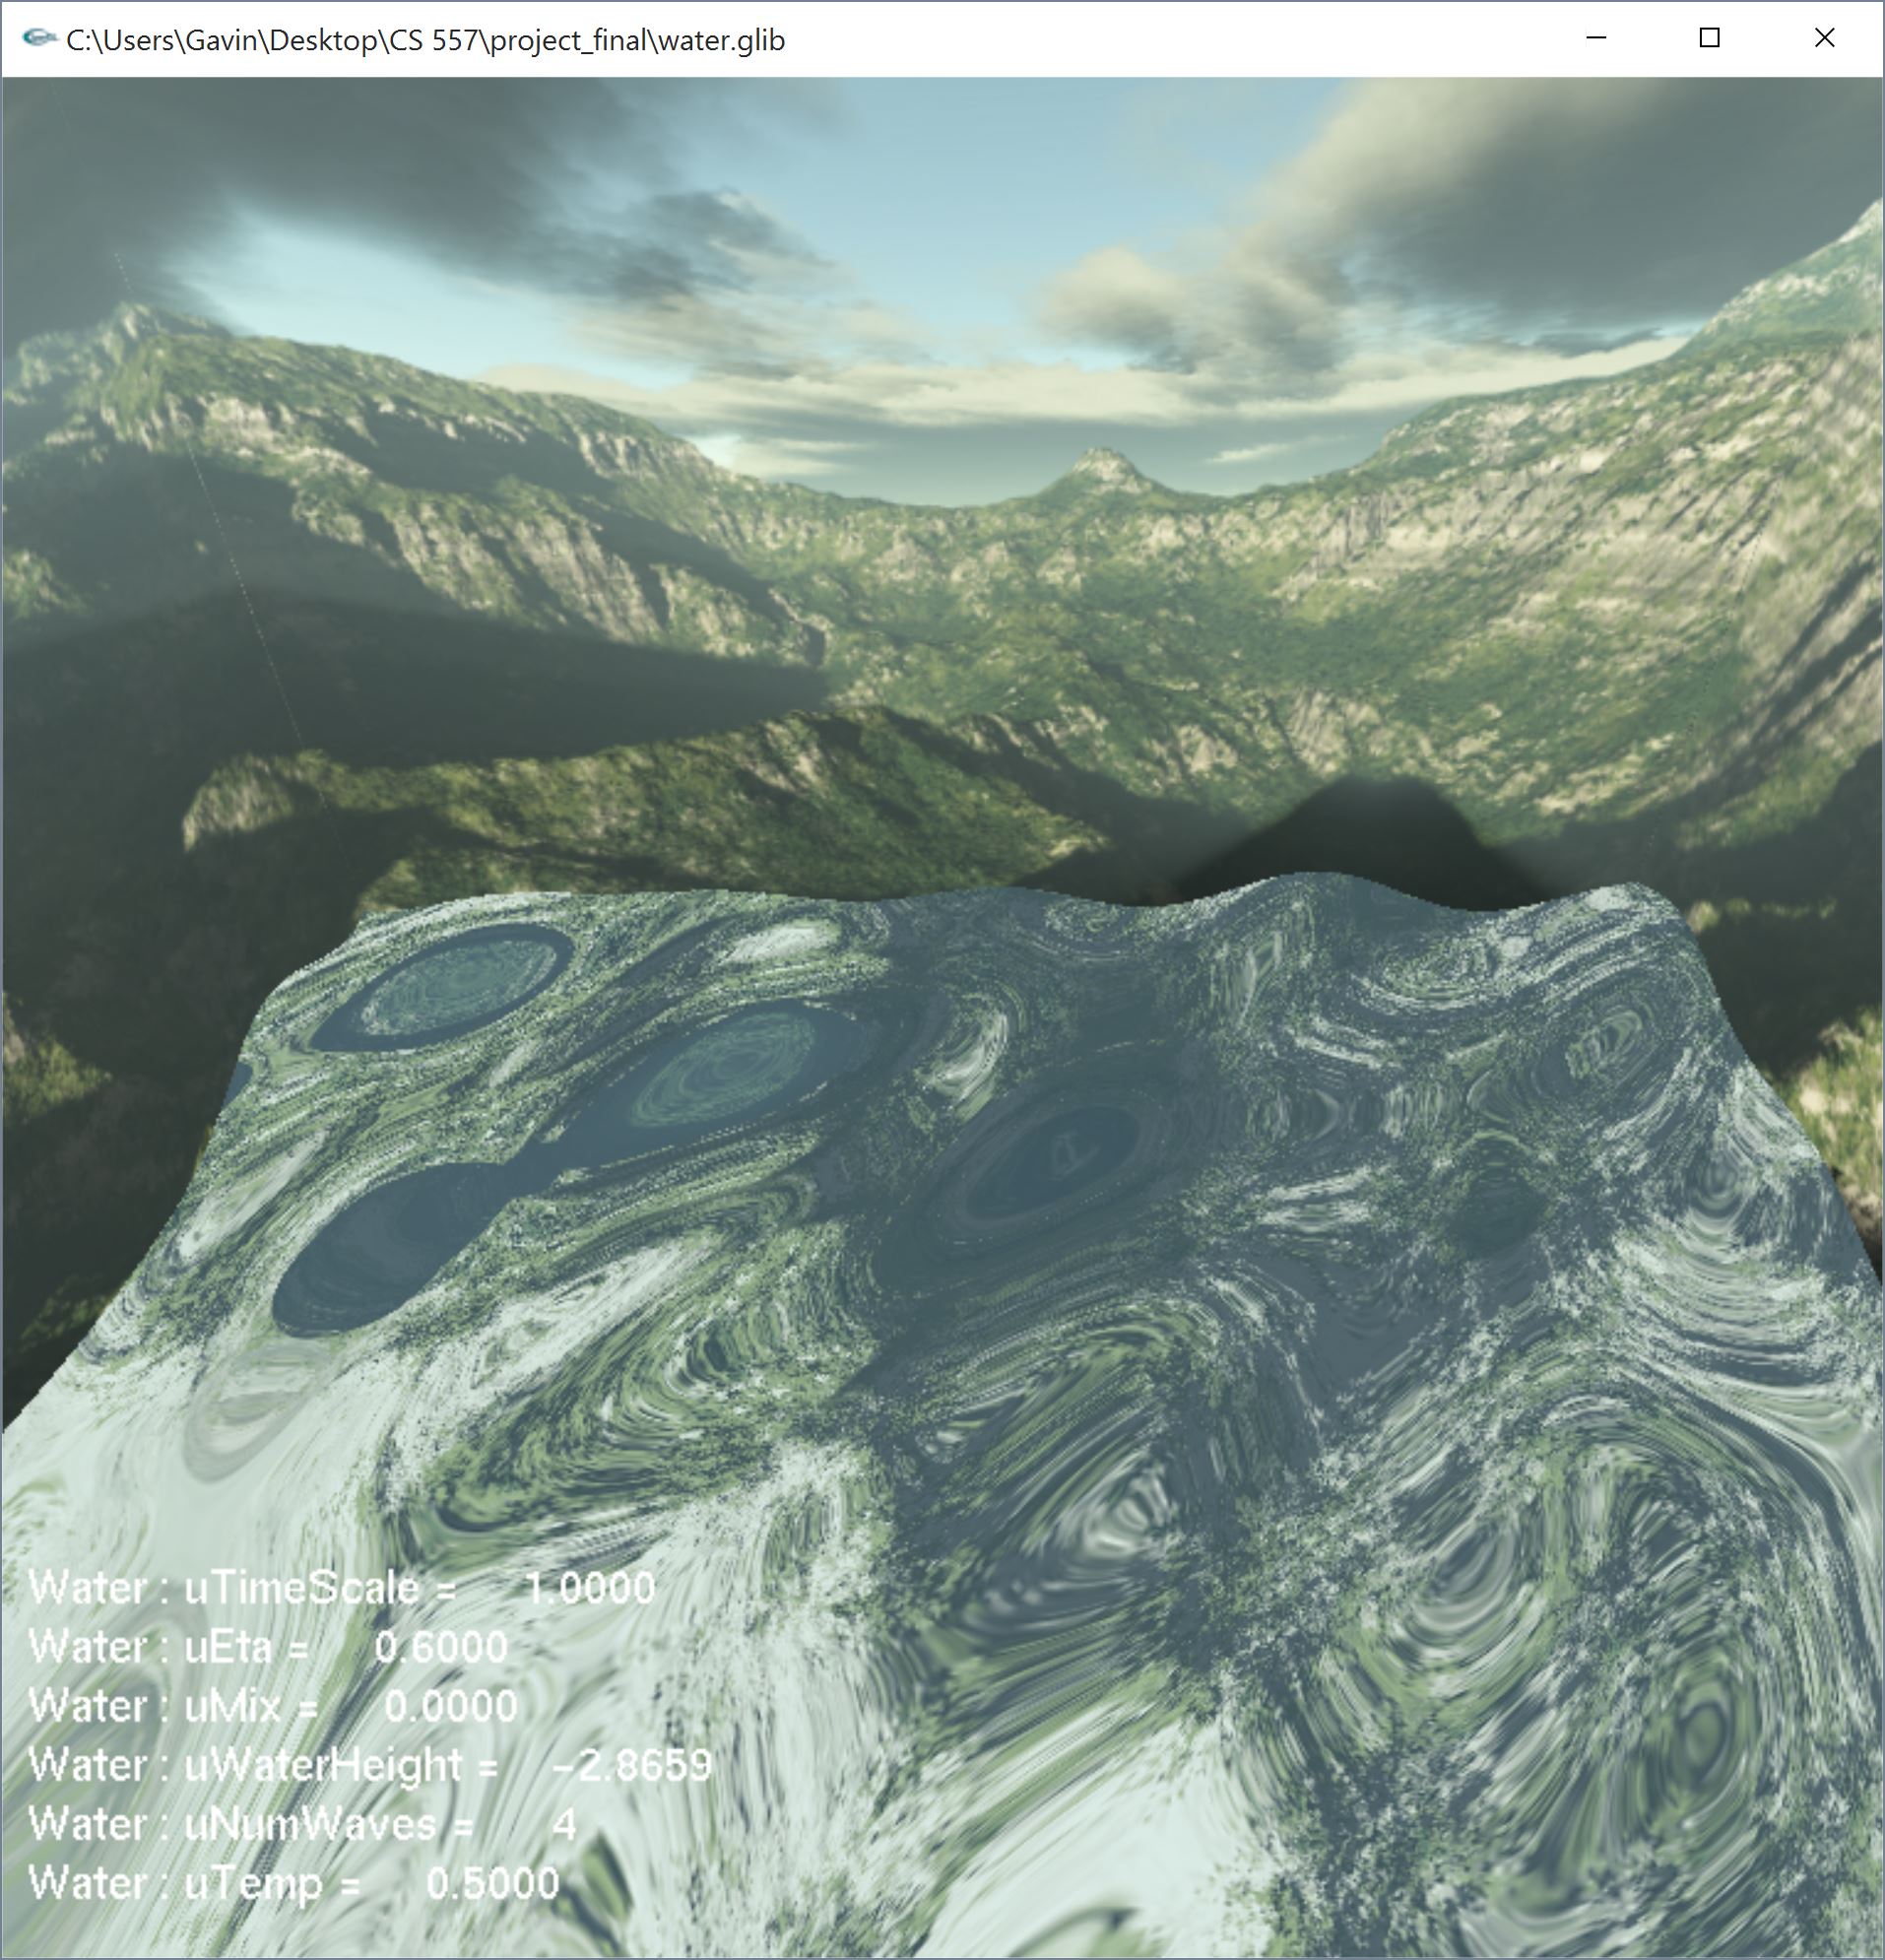 C:\Users\Gavin\Desktop\CS 557\project_final\water.glib
Water : uTimeScale = 1.0000
Water : uEta = 0.6000
Water : uMix = 0.0000
Water : uWaterHeight = -2.8659
Water : uNumWaves = 4
Water : uTemp = 0.5000